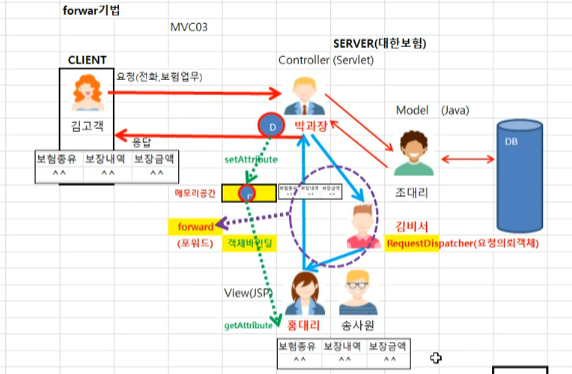 forwar기법
MVC03
SERVER(대한보험)
CLIENT
Controller (Servlet)
요청(전화,보험업무)
Model (Java)
김고객
D
박과장
DB
응답
보험종유 보장내역 보장금액
^^ ^^ ^^
setAttribute
조대리
메모리공간
보험종유 보장내역 보장금액
^^ ^^ ^^
김비서
forward
(포워드)
객체바인딩
RequestDispatcher(요청의뢰객체)
View(JSP)
getAttribute
홍대리
송사원
보험종유 보장내역 보장금액
^^ ^^ ^^